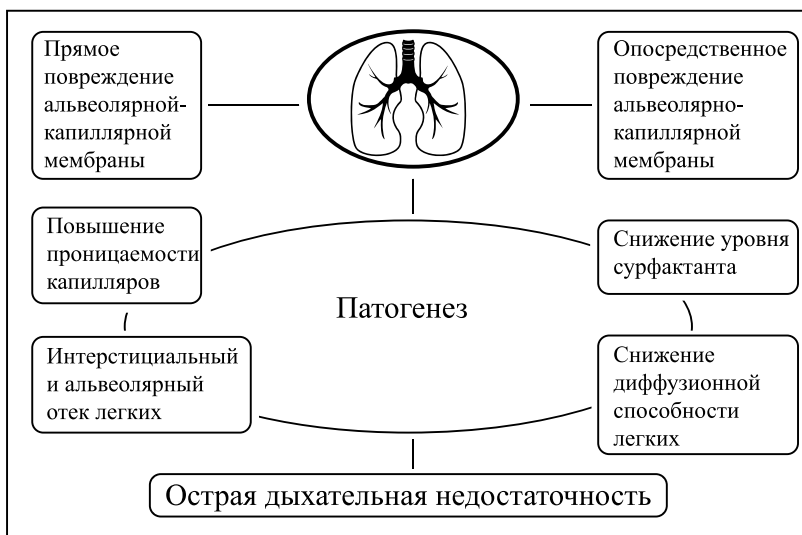 Прямое
повреждение
альвеолярной-
капиллярной
мембраны
Опосредственное
повреждение
альвеолярно-
капиллярной
мембраны
Повышение
проницаемости
капилляров
Снижение уровня
сурфактанта
Патогенез
Интерстициальный
и альвеолярный
отек легких
Снижение
диффузионной
способности
легких
Острая дыхательная недостаточность